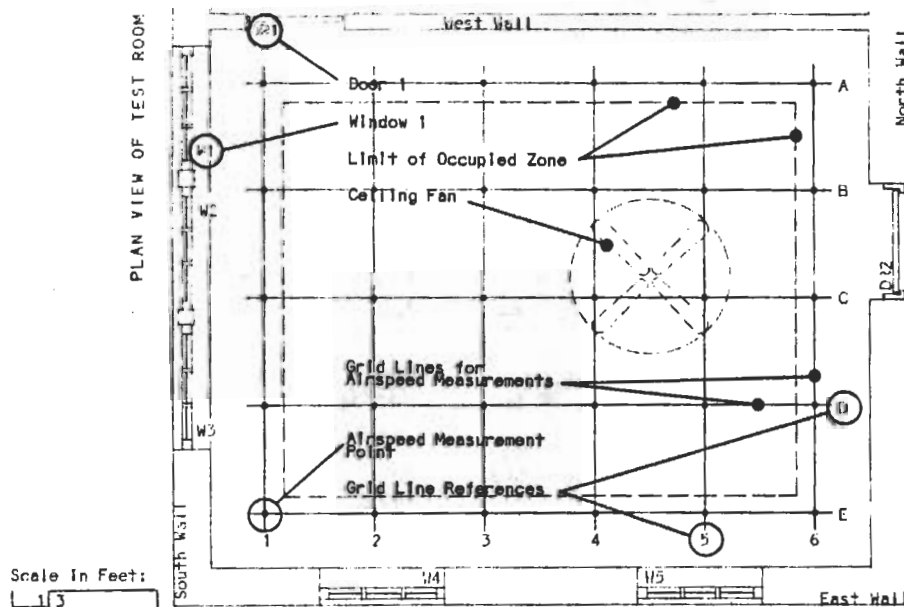 PLAN VIEW OF TEST ROOM
West Wall
North Wall
Door 1
Window 1
W1
Limit of Occupied Zone
Ceiling Fan
W2
DR2
A
B
C
D
E
Grid Lines for
Airspeed Measurements
W3
Airspeed Measurement
Point
Grid Line References
1
2
3
4
5
6
South Wall
W4
W5
East Wall
Scale In Feet:
1 3